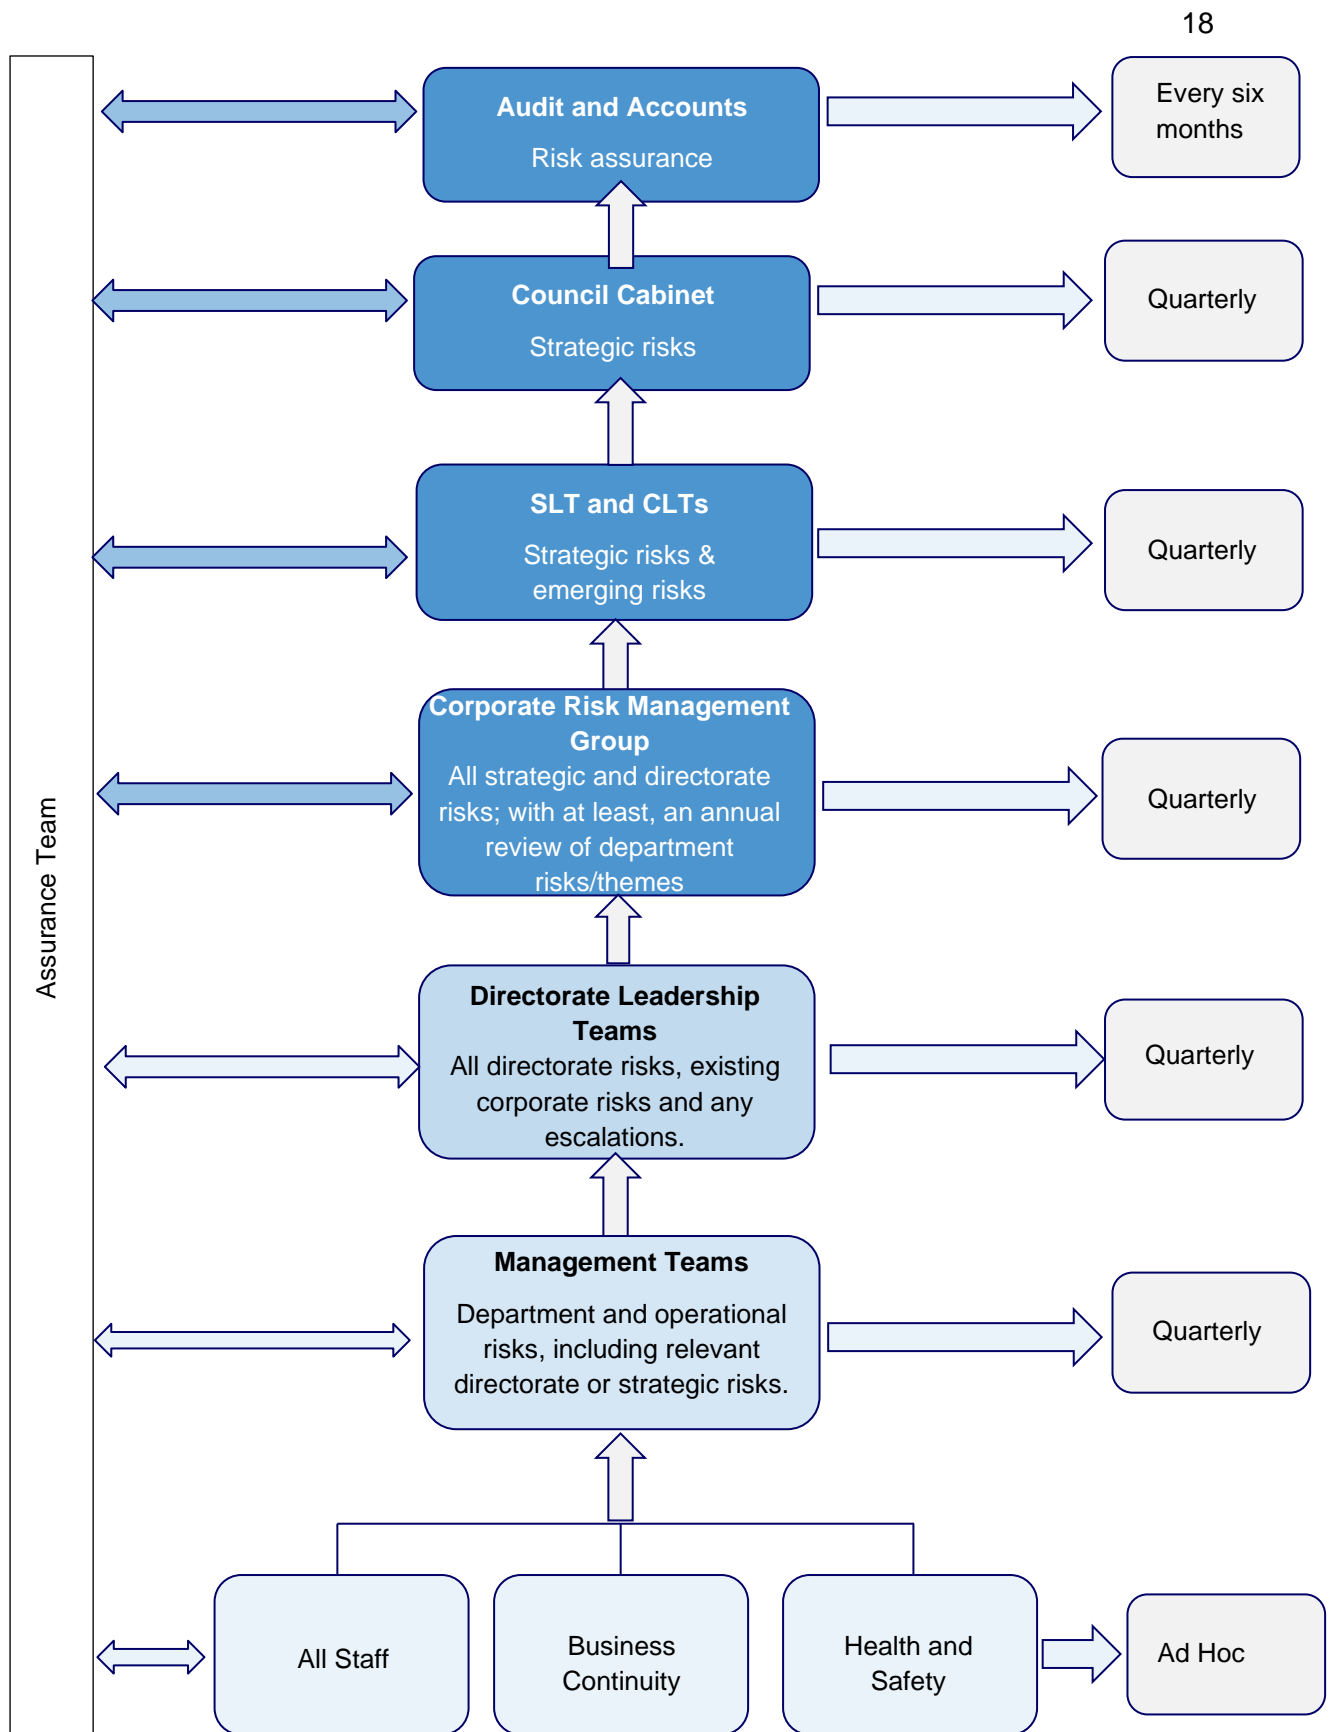 18
Assurance Team
Audit and Accounts
Risk assurance
Every six
months
Council Cabinet
Strategic risks
Quarterly
SLT and CLTs
Strategic risks &
emerging risks
Quarterly
Corporate Risk Management
Group
All strategic and directorate
risks; with at least, an annual
review of department
risks/themes
Quarterly
Directorate Leadership
Teams
All directorate risks, existing
corporate risks and any
escalations.
Quarterly
Management Teams
Department and operational
risks, including relevant
directorate or strategic risks.
Quarterly
All Staff
Business
Continuity
Health and
Safety
Ad Hoc